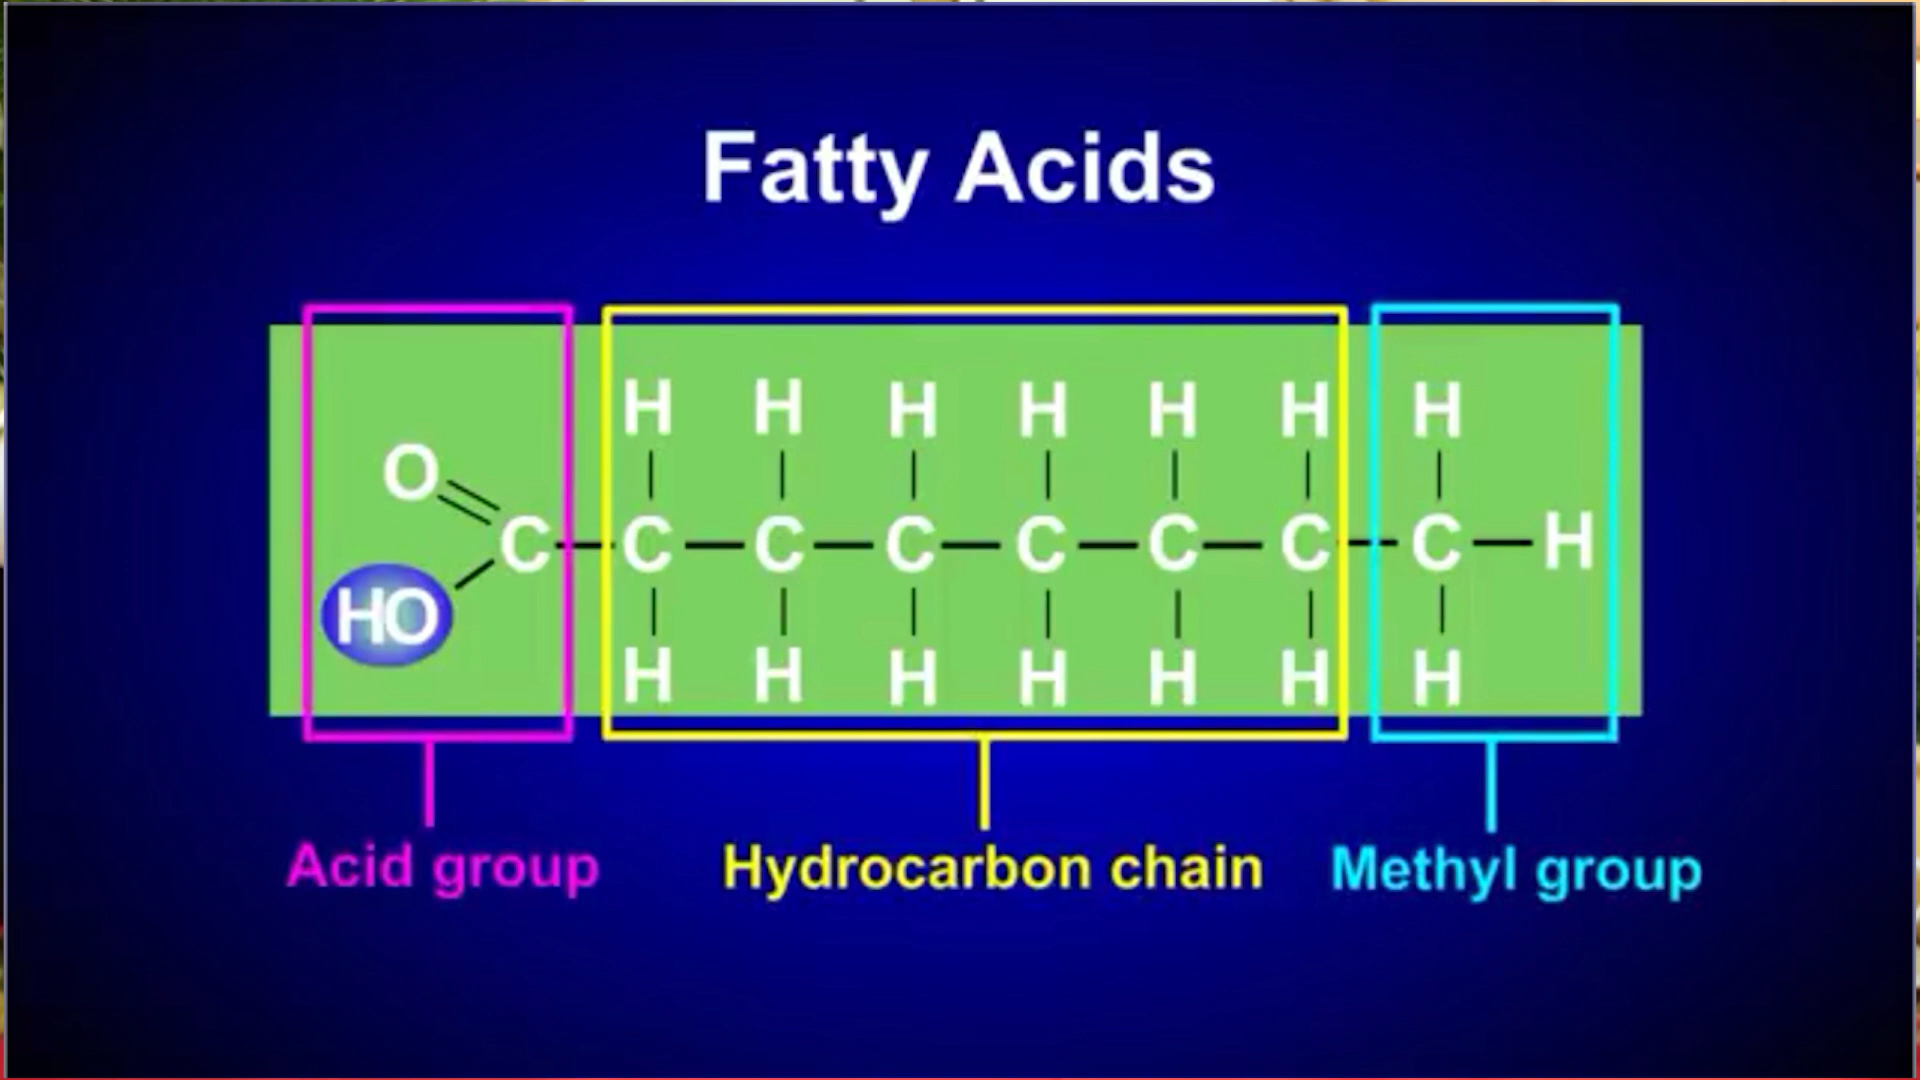 Fatty Acids
H H H H H H H
O
C C C C C C C C H
HO
H H H H H H H
Acid group Hydrocarbon chain Methyl group